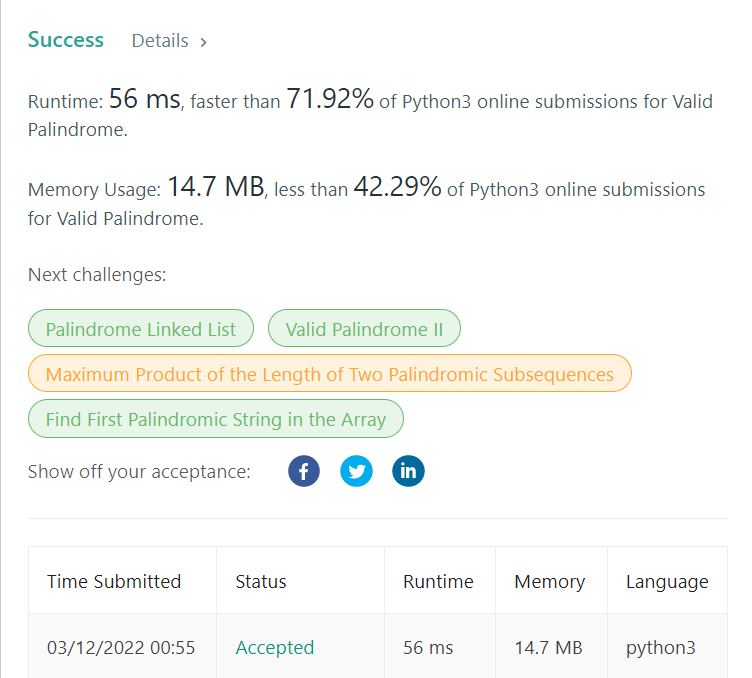 Success Details >
Runtime: 56 ms, faster than 71.92% of Python3 online submissions for Valid
Palindrome.
Memory Usage: 14.7 MB, less than 42.29% of Python3 online submissions
for Valid Palindrome.
Next challenges:
Palindrome Linked List Valid Palindrome II
Maximum Product of the Length of Two Palindromic Subsequences
Find First Palindromic String in the Array
Show off your acceptance: f in
Time Submitted Status Runtime Memory Language
03/12/2022 00:55 Accepted 56 ms 14.7 MB python3